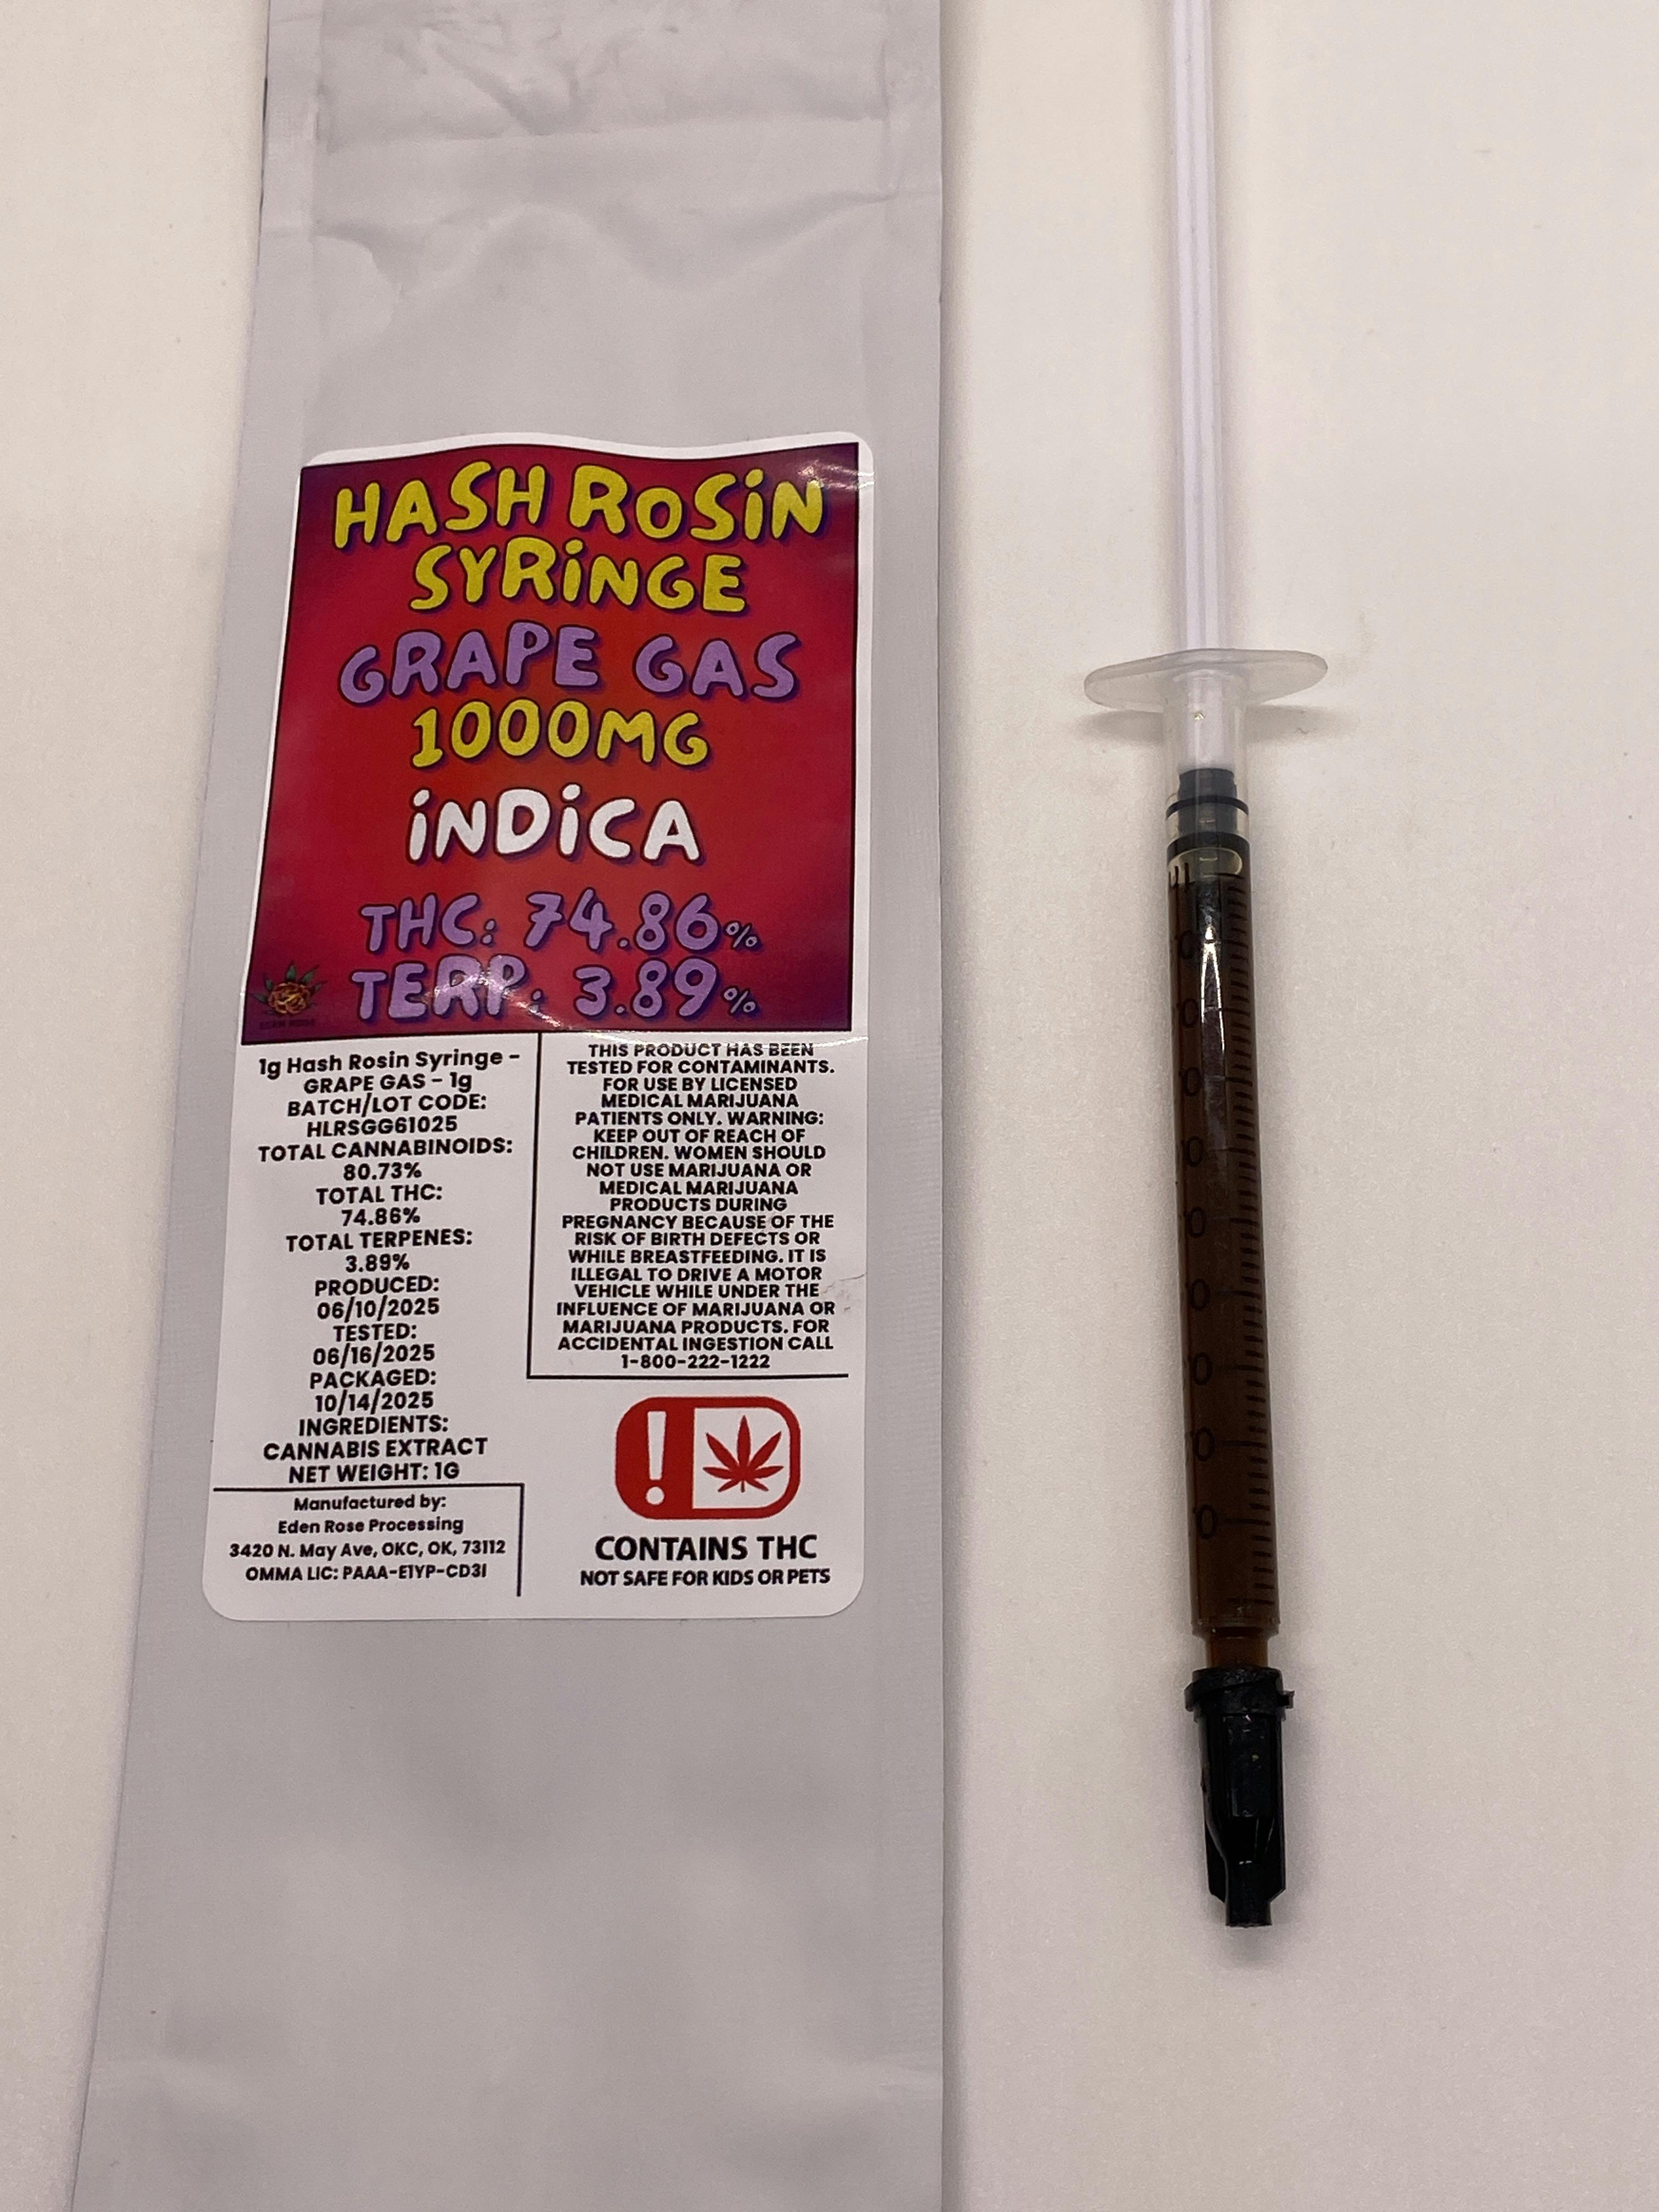 HASH ROSiN
SYRiNGE
GRAPE GAS
1000MG
iNDiCA
THC: 74.86%
TERP: 3.89%
EDEN ROSE
1g Hash Rosin Syringe -
GRAPE GAS - 1g
BATCH/LOT CODE:
HLRSGG61025
TOTAL CANNABINOIDS:
80.73%
TOTAL THC:
74.86%
TOTAL TERPENES:
3.89%
PRODUCED:
06/10/2025
TESTED:
06/16/2025
PACKAGED:
10/14/2025
INGREDIENTS:
CANNABIS EXTRACT
NET WEIGHT: 1G
Manufactured by:
Eden Rose Processing
3420 N. May Ave, OKC, OK, 73112
OMMA LIC: PAAA-E1YP-CD3I
THIS PRODUCT HAS BEEN
TESTED FOR CONTAMINANTS.
FOR USE BY LICENSED
MEDICAL MARIJUANA
PATIENTS ONLY. WARNING:
KEEP OUT OF REACH OF
CHILDREN. WOMEN SHOULD
NOT USE MARIJUANA OR
MEDICAL MARIJUANA
PRODUCTS DURING
PREGNANCY BECAUSE OF THE
RISK OF BIRTH DEFECTS OR
WHILE BREASTFEEDING. IT IS
ILLEGAL TO DRIVE A MOTOR
VEHICLE WHILE UNDER THE
INFLUENCE OF MARIJUANA OR
MARIJUANA PRODUCTS. FOR
ACCIDENTAL INGESTION CALL
1-800-222-1222
!
CONTAINS THC
NOT SAFE FOR KIDS OR PETS